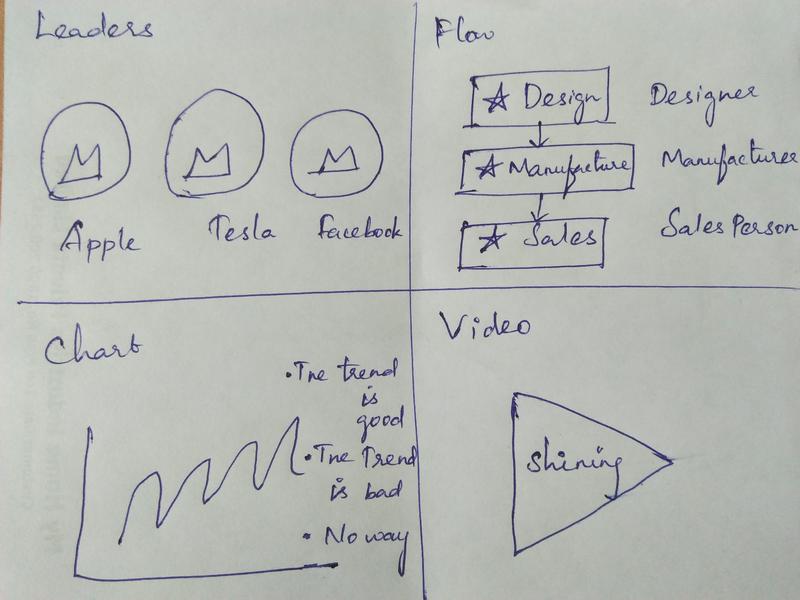 Leaders
Apple
Tesla
Facebook
Flow
Design
Designer
Manufacture
Manufacturer
Sales
Sales Person
Chart
• The trend
is
good
• The Trend
is bad
• No way
Video
Shining